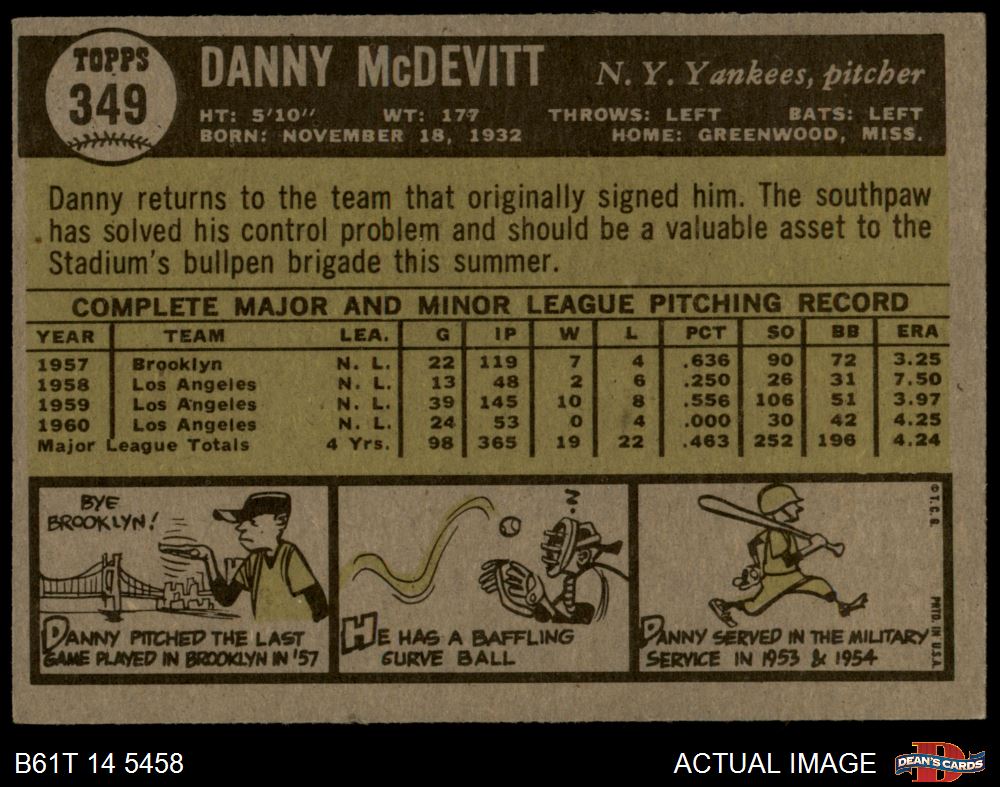 TOPPS
349
DANNY McDEVITT
N. Y. Yankees, pitcher
HT: 5'10" WT: 177 THROWS: LEFT BATS: LEFT
BORN: NOVEMBER 18, 1932 HOME: GREENWOOD, MISS.
Danny returns to the team that originally signed him. The southpaw
has solved his control problem and should be a valuable asset to the
Stadium's bullpen brigade this summer.
COMPLETE MAJOR AND MINOR LEAGUE PITCHING RECORD
YEAR TEAM LEA. G IP W L PCT SO BB ERA
1957 Brooklyn N. L. 22 119 7 4 .636 90 72 3.25
1958 Los Angeles N. L. 13 48 2 6 .250 26 31 7.50
1959 Los Angeles N. L. 39 145 10 8 .556 106 51 3.97
1960 Los Angeles N. L. 24 53 0 4 .000 30 42 4.25
Major League Totals 4 Yrs. 98 365 19 22 .463 252 196 4.24
BYE
BROOKLYN!
DANNY PITCHED THE LAST
GAME PLAYED IN BROOKLYN IN '57
HE HAS A BAFFLING
CURVE BALL
DANNY SERVED IN THE MILITARY
SERVICE IN 1953 & 1954
© T. C. G.
PRTD. IN U.S.A.
B61T 14 5458
ACTUAL IMAGE
D
DEAN'S CARDS